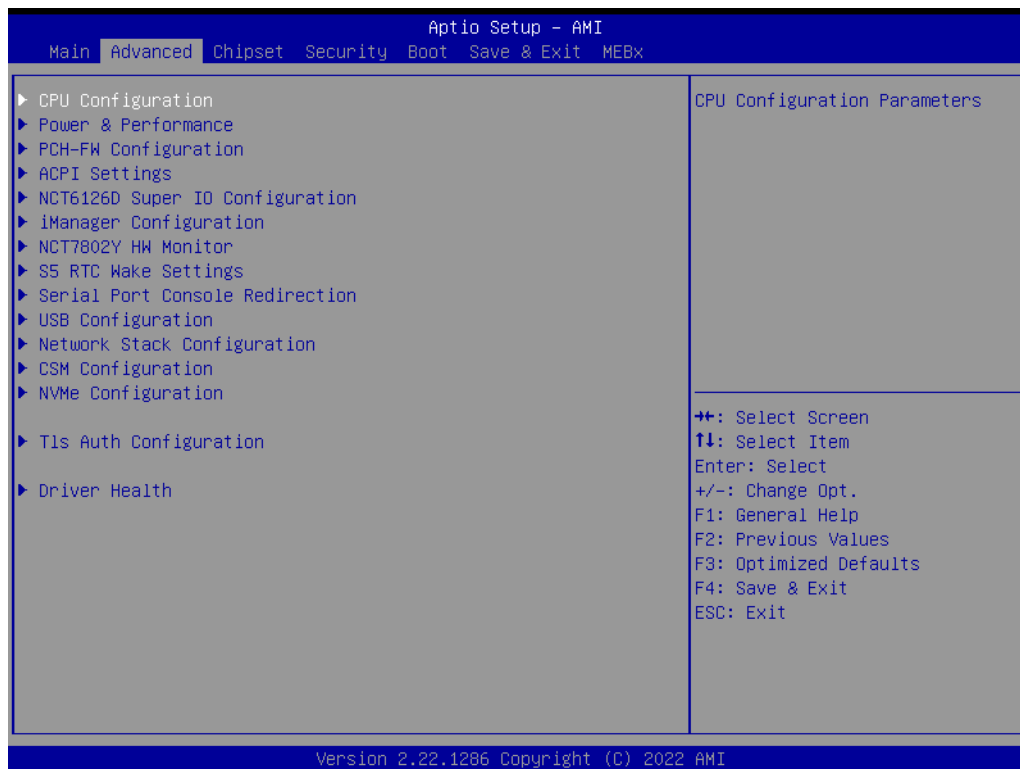 Aptio Setup – AMI
Main Advanced Chipset Security Boot Save & Exit MEBx
CPU Configuration
Power & Performance
PCH-FW Configuration
ACPI Settings
NCT6126D Super IO Configuration
iManager Configuration
NCT7802Y HW Monitor
S5 RTC Wake Settings
Serial Port Console Redirection
USB Configuration
Network Stack Configuration
CSM Configuration
NVMe Configuration
Tls Auth Configuration
Driver Health
CPU Configuration Parameters
→←: Select Screen
↑↓: Select Item
Enter: Select
+/-: Change Opt.
F1: General Help
F2: Previous Values
F3: Optimized Defaults
F4: Save & Exit
ESC: Exit
Version 2.22.1286 Copyright (C) 2022 AMI